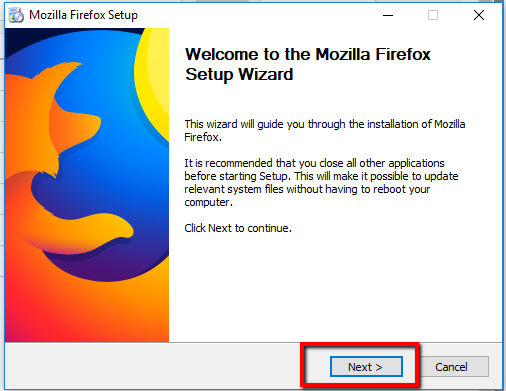 Mozilla Firefox Setup
Welcome to the Mozilla Firefox
Setup Wizard
This wizard will guide you through the installation of Mozilla
Firefox.
It is recommended that you close all other applications
before starting Setup. This will make it possible to update
relevant system files without having to reboot your
computer.
Click Next to continue.
Next >
Cancel